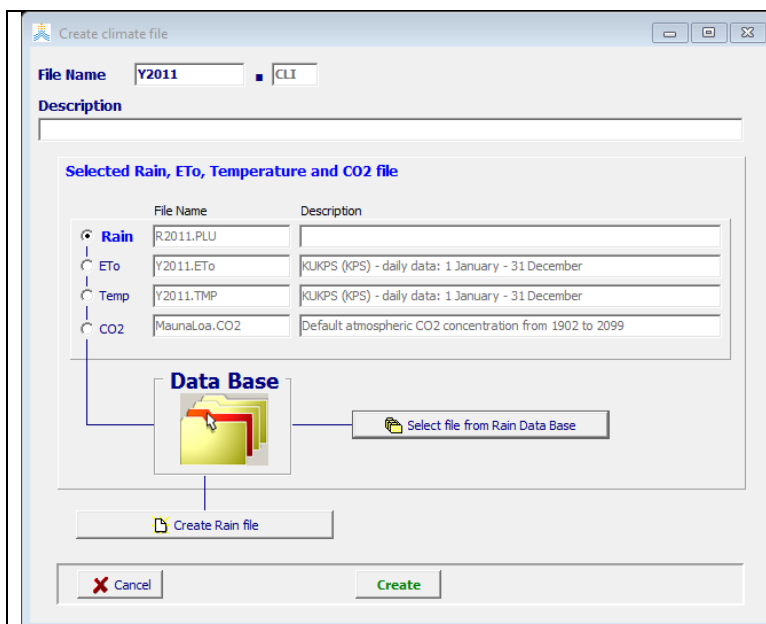 Create climate file
File Name Y2011 . CLI
Description
Selected Rain, ETo, Temperature and CO2 file
File Name Description
Rain R2011.PLU
ETo Y2011.ETo KUKPS (KPS) - daily data: 1 January - 31 December
Temp Y2011.TMP KUKPS (KPS) - daily data: 1 January - 31 December
CO2 MaunaLoa.CO2 Default atmospheric CO2 concentration from 1902 to 2099
Data Base
Select file from Rain Data Base
Create Rain file
Cancel Create